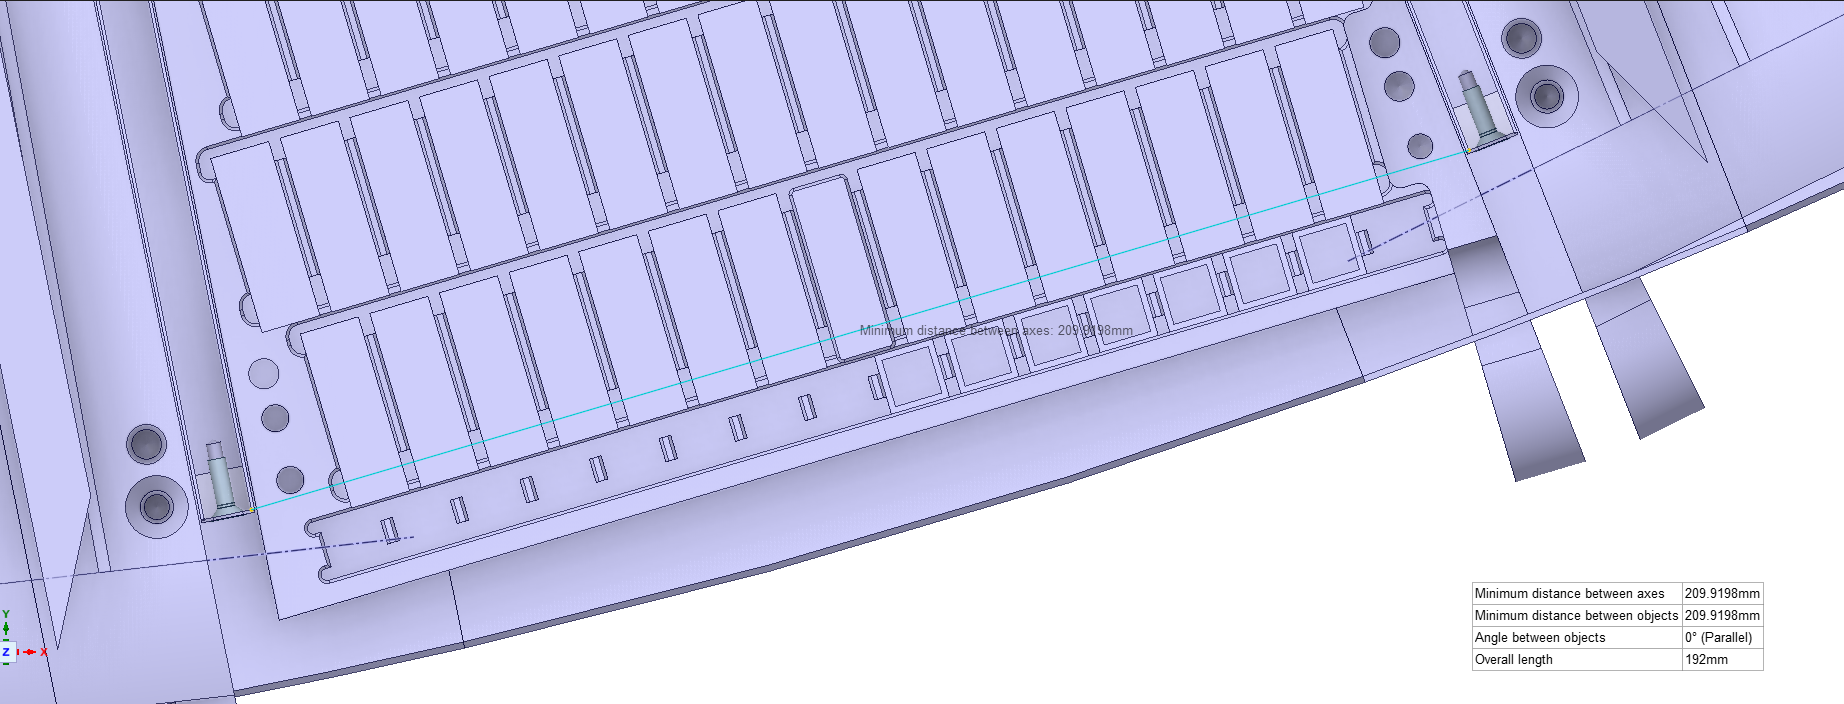 Minimum distance between axes: 209.9198mm
Minimum distance between axes 209.9198mm
Minimum distance between objects 209.9198mm
Angle between objects 0° (Parallel)
Overall length 192mm
Y
Z X